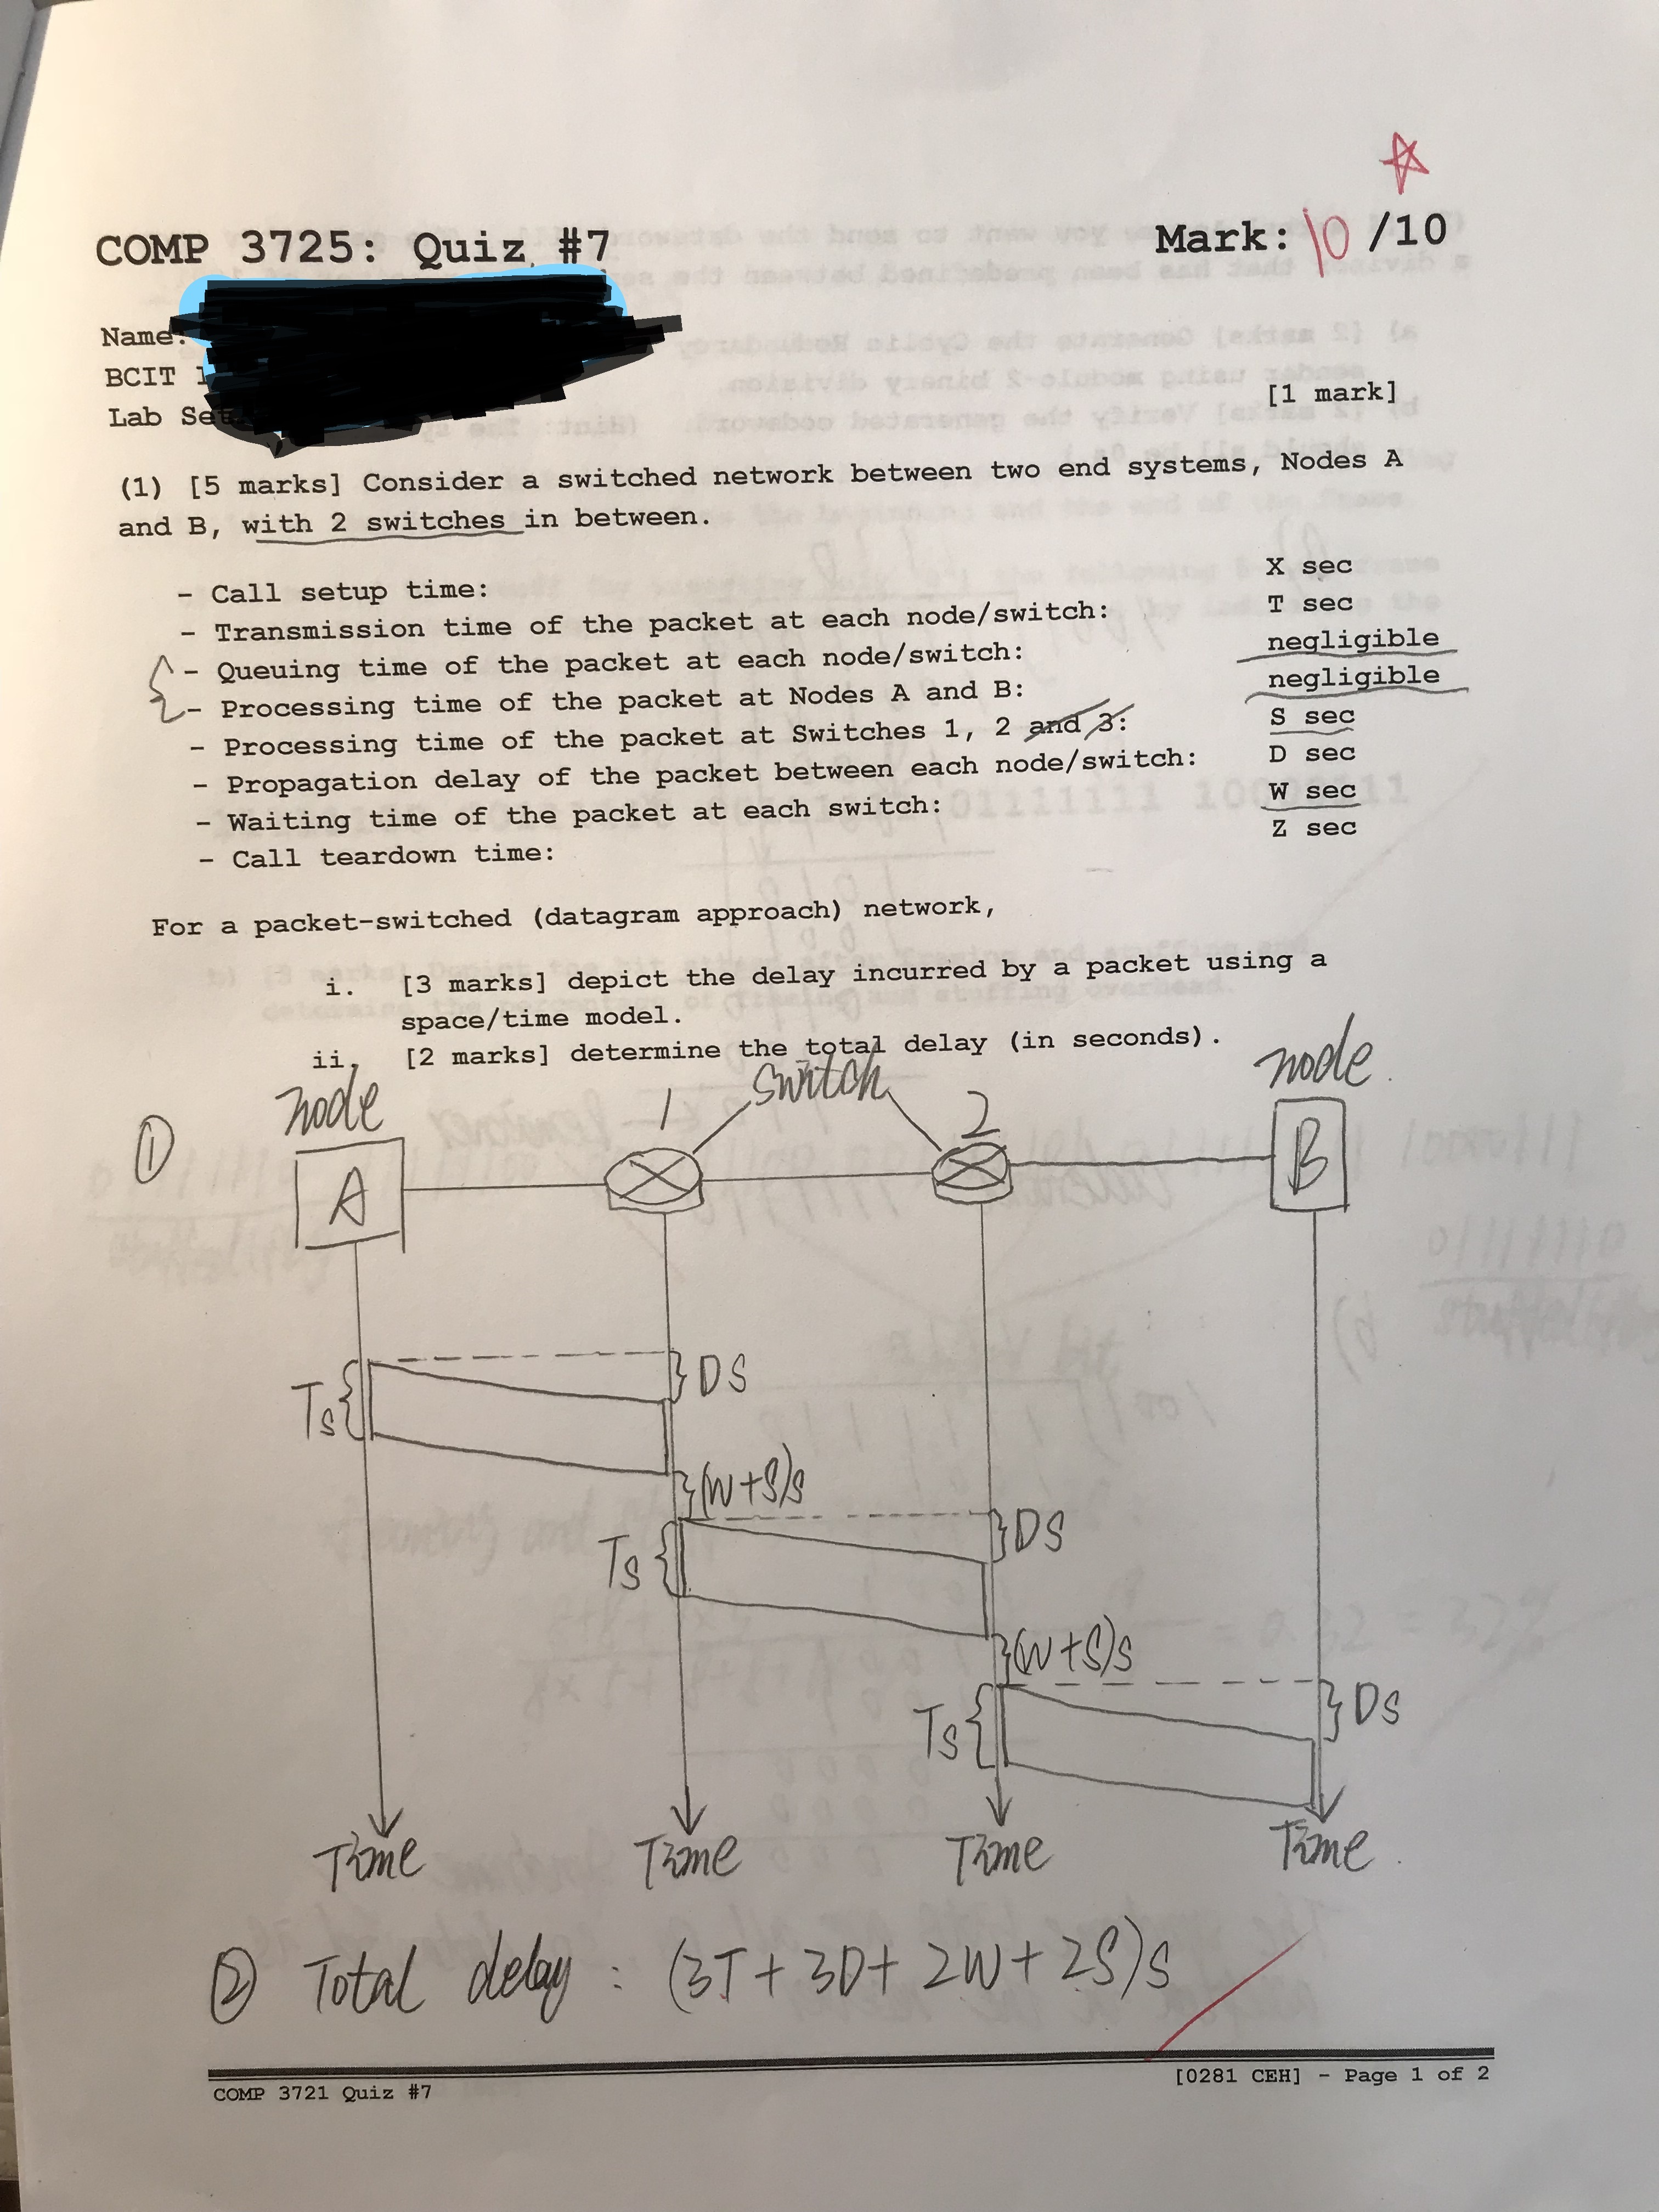 COMP 3725: Quiz #7
Mark: 10 /10
Name:
BCIT
Lab Set
[1 mark]
(1) [5 marks] Consider a switched network between two end systems, Nodes A
and B, with 2 switches in between.
- Call setup time: X sec
- Transmission time of the packet at each node/switch: T sec
- Queuing time of the packet at each node/switch: negligible
- Processing time of the packet at Nodes A and B: negligible
- Processing time of the packet at Switches 1, 2 and 3: S sec
- Propagation delay of the packet between each node/switch: D sec
- Waiting time of the packet at each switch: W sec
- Call teardown time: Z sec
For a packet-switched (datagram approach) network,
i. [3 marks] depict the delay incurred by a packet using a
space/time model.
ii. [2 marks] determine the total delay (in seconds).
① node 1 switch 2 node
A B
Ts DS
(W+S)s
Ts DS
(W+S)s
Ts Ds
Time Time Time Time
② Total delay : (3T + 3D + 2W + 2S)s
COMP 3721 Quiz #7
[0281 CEH] - Page 1 of 2